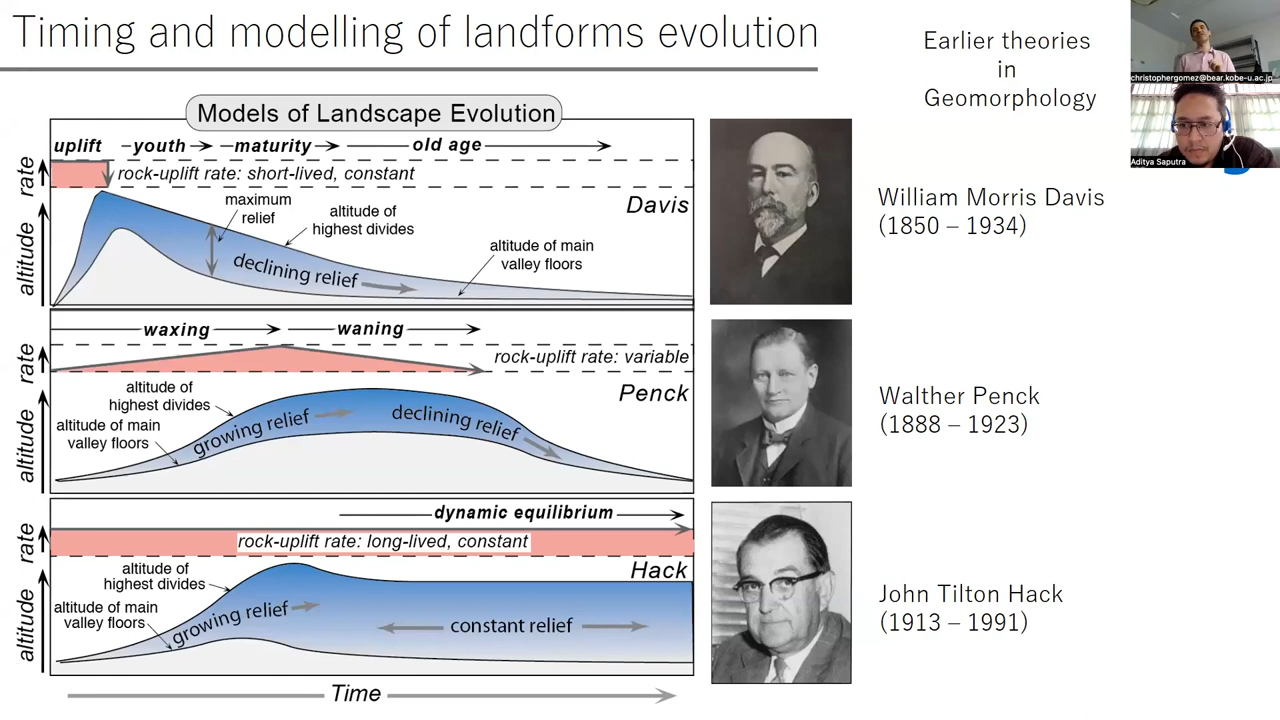 Timing and modelling of landforms evolution
Earlier theories
in
Geomorphology
christophergomez@bear.kobe-u.ac.jp
Aditya Saputra
Models of Landscape Evolution
uplift youth maturity old age
rate
rock-uplift rate: short-lived, constant
Davis
maximum
relief
altitude of
highest divides
altitude of main
valley floors
declining relief
altitude
William Morris Davis
(1850 – 1934)
waxing waning
rate
rock-uplift rate: variable
Penck
altitude of
highest divides
altitude of main
valley floors
growing relief
declining relief
altitude
Walther Penck
(1888 – 1923)
dynamic equilibrium
rate
rock-uplift rate: long-lived, constant
Hack
altitude of
highest divides
altitude of main
valley floors
growing relief
constant relief
altitude
John Tilton Hack
(1913 – 1991)
Time